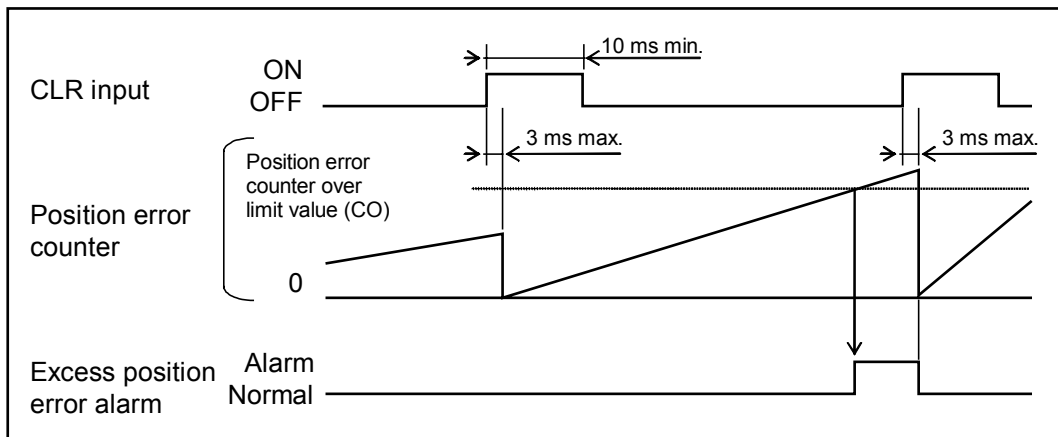 10 ms min.
CLR input
ON
OFF
3 ms max.
3 ms max.
Position error
counter over
limit value (CO)
Position error
counter
0
Excess position
error alarm
Alarm
Normal